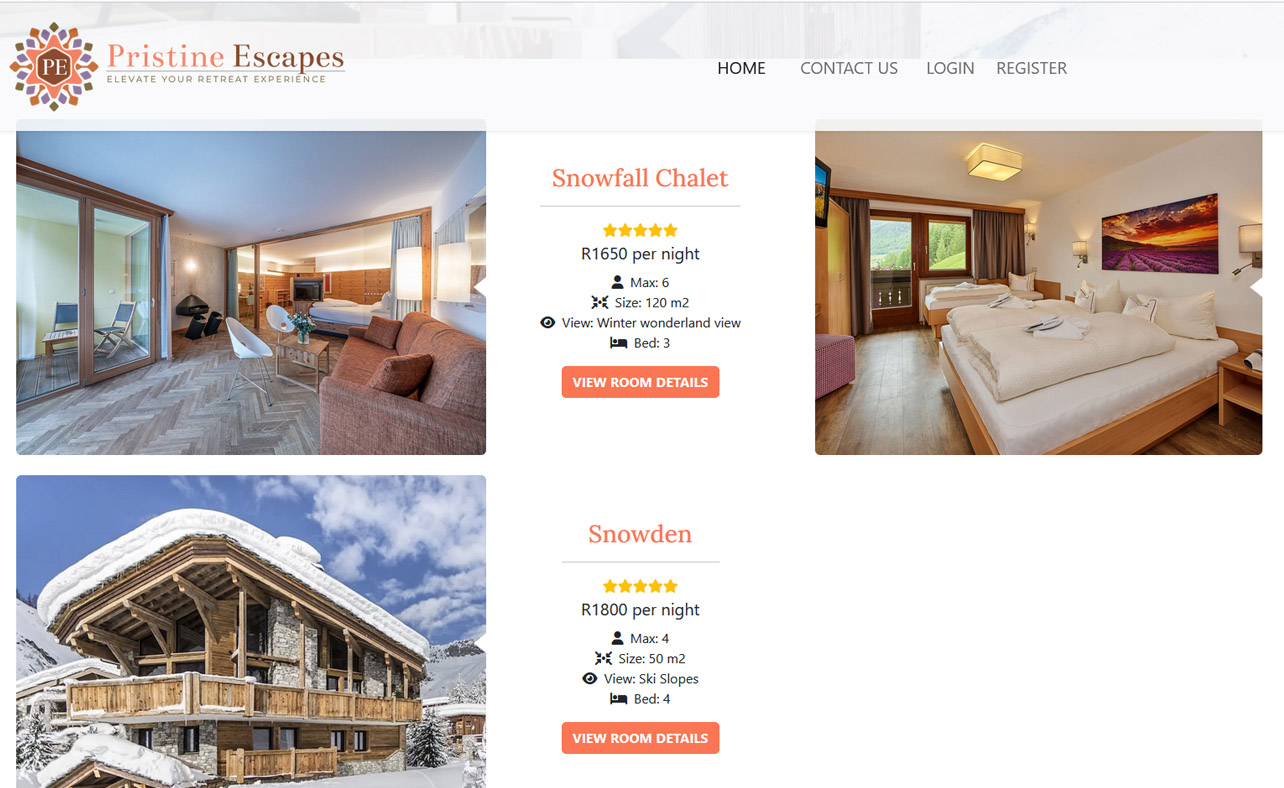 PE
Pristine Escapes
ELEVATE YOUR RETREAT EXPERIENCE
HOME CONTACT US LOGIN REGISTER
Snowfall Chalet
R1650 per night
Max: 6
Size: 120 m2
View: Winter wonderland view
Bed: 3
VIEW ROOM DETAILS
Snowden
R1800 per night
Max: 4
Size: 50 m2
View: Ski Slopes
Bed: 4
VIEW ROOM DETAILS